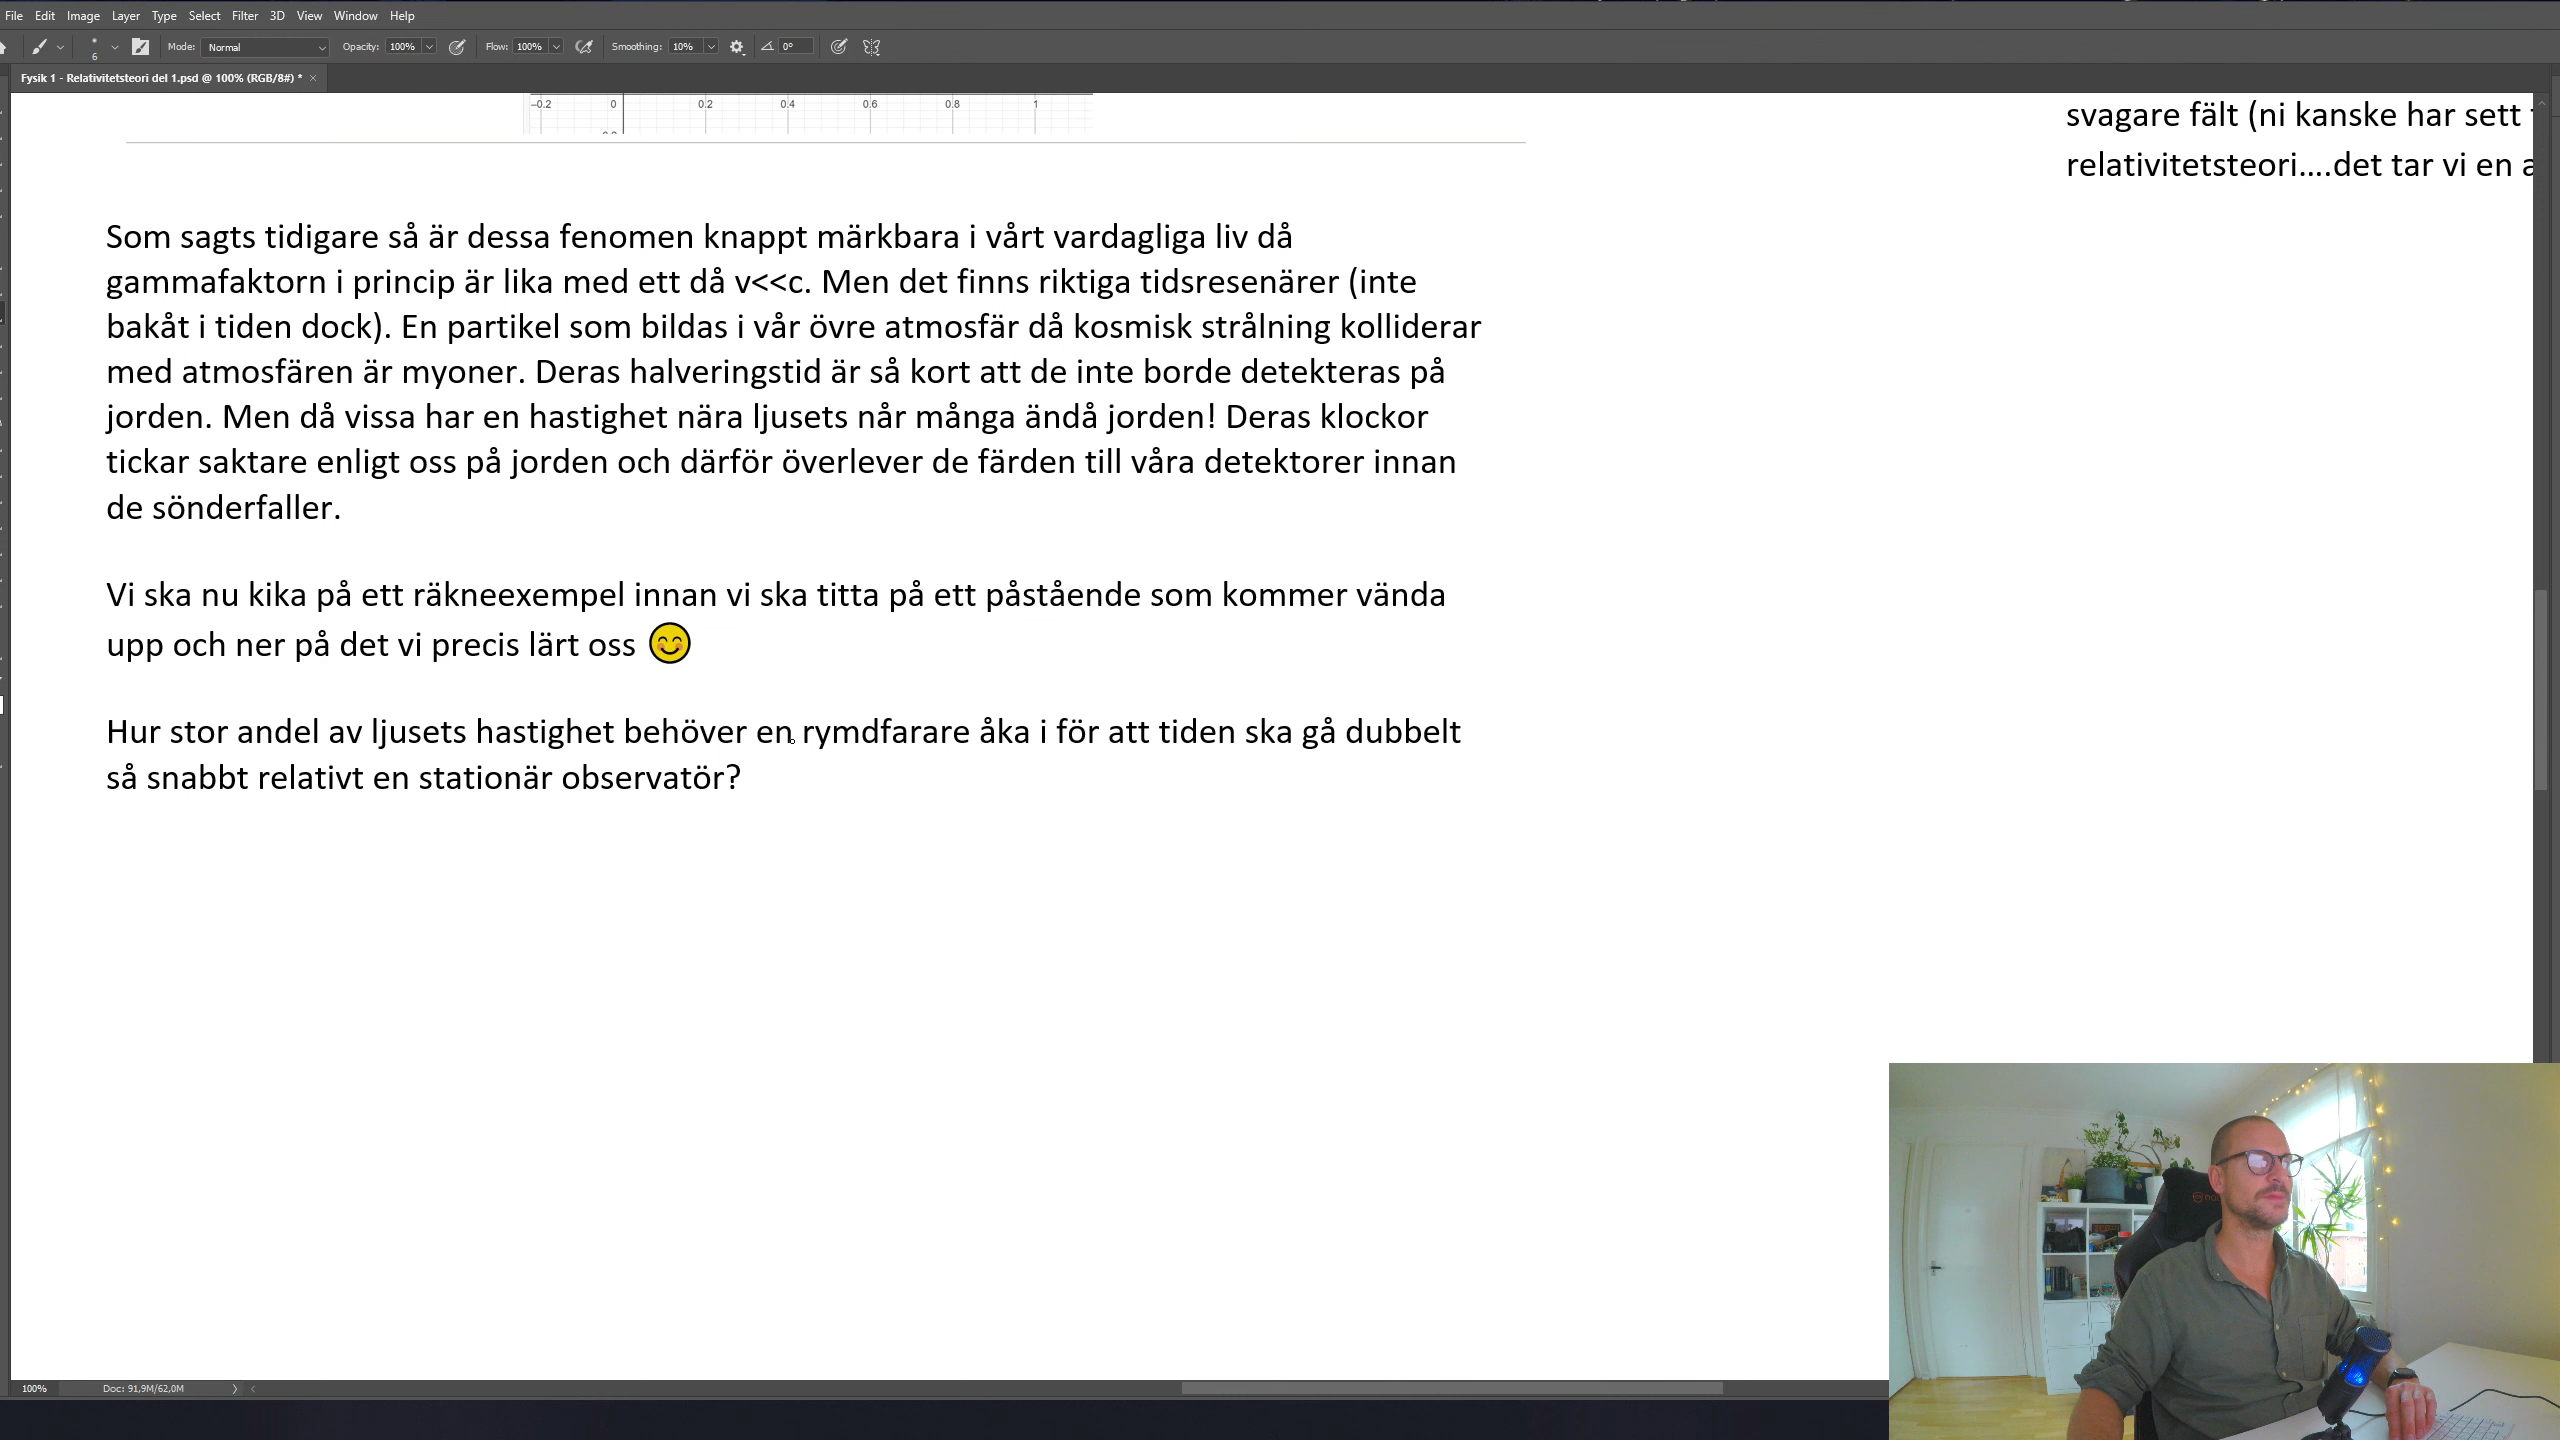 File Edit Image Layer Type Select Filter 3D View Window Help
6 Mode: Normal Opacity: 100% Flow: 100% Smoothing: 10% 0°
Fysik 1 - Relativitetsteori del 1.psd @ 100% (RGB/8#) * ×
−0.2 0 0.2 0.4 0.6 0.8 1
svagare fält (ni kanske har sett
relativitetsteori....det tar vi en a
Som sagts tidigare så är dessa fenomen knappt märkbara i vårt vardagliga liv då
gammafaktorn i princip är lika med ett då v<<c. Men det finns riktiga tidsresenärer (inte
bakåt i tiden dock). En partikel som bildas i vår övre atmosfär då kosmisk strålning kolliderar
med atmosfären är myoner. Deras halveringstid är så kort att de inte borde detekteras på
jorden. Men då vissa har en hastighet nära ljusets når många ändå jorden! Deras klockor
tickar saktare enligt oss på jorden och därför överlever de färden till våra detektorer innan
de sönderfaller.
Vi ska nu kika på ett räkneexempel innan vi ska titta på ett påstående som kommer vända
upp och ner på det vi precis lärt oss 😊
Hur stor andel av ljusets hastighet behöver en rymdfarare åka i för att tiden ska gå dubbelt
så snabbt relativt en stationär observatör?
100% Doc: 91,9M/62,0M